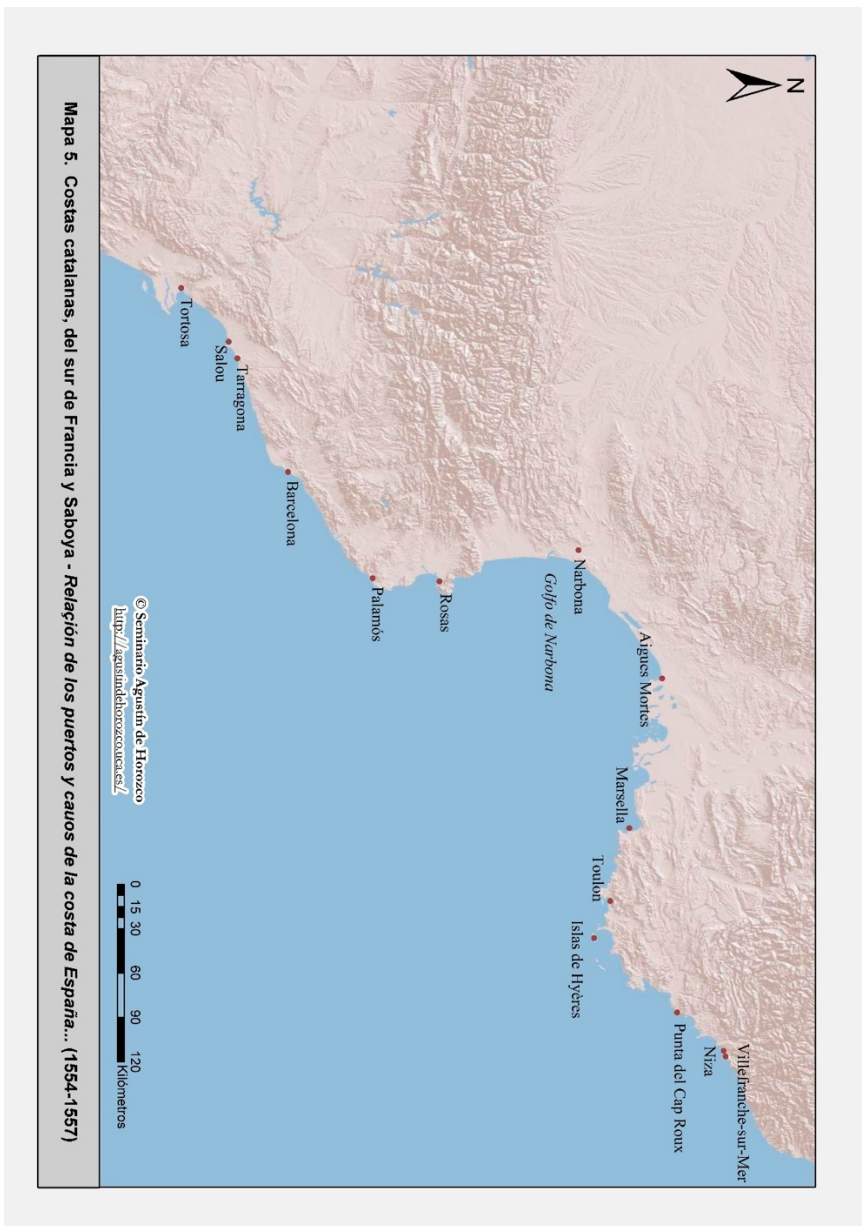 N
Villefranche-sur-Mer
Niza
Punta del Cap Roux
Aigues Mortes
Marsella
Toulon
Islas de Hyères
Narbona
Golfo de Narbona
Rosas
Palamós
Barcelona
Tarragona
Salou
Tortosa
© Seminario Agustín de Horozco
http://agustindehorozco.uca.es/
0 15 30 60 90 120
Kilómetros
Mapa 5. Costas catalanas, del sur de Francia y Saboya - Relaçión de los puertos y cauos de la costa de España... (1554-1557)